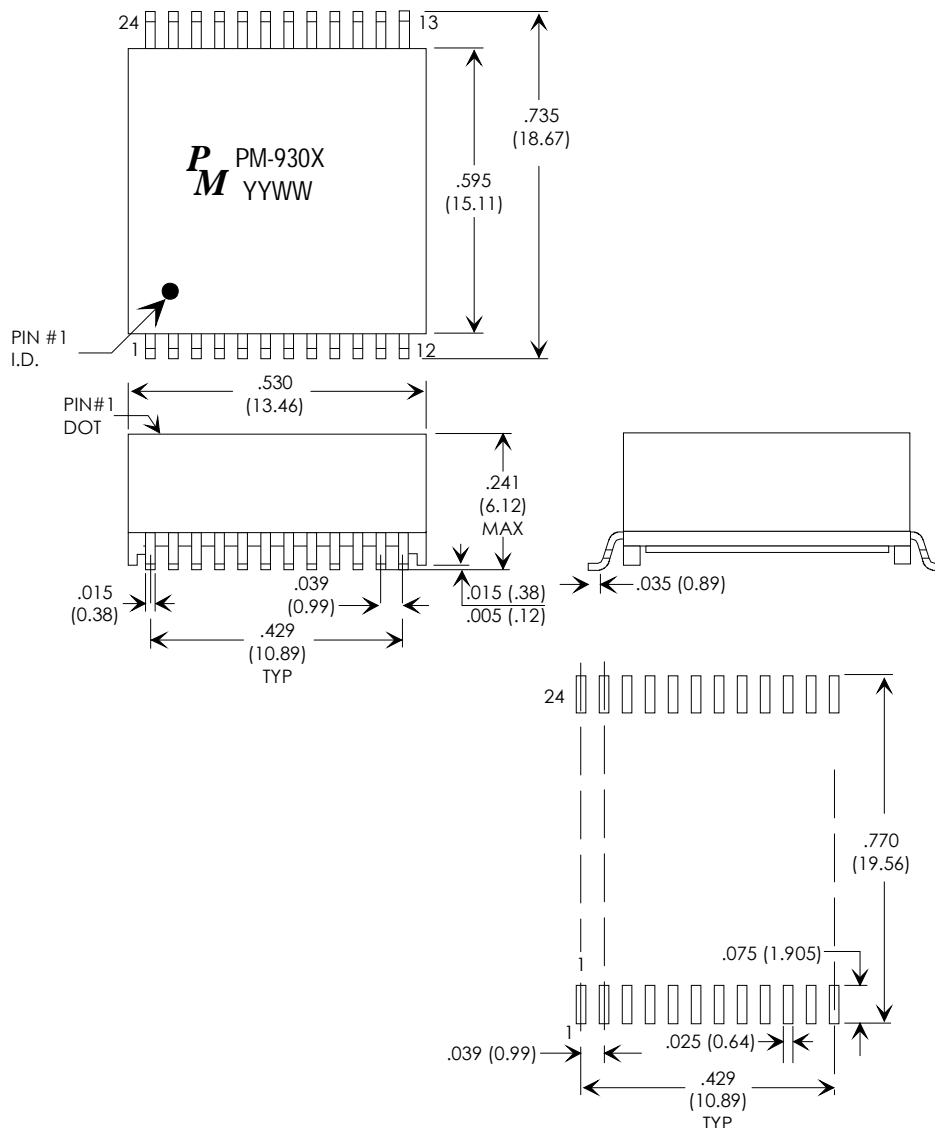 24
13
P
M
PM-930X
YYWW
.735
(18.67)
.595
(15.11)
PIN #1
I.D.
1
12
.530
(13.46)
PIN#1
DOT
.241
(6.12)
MAX
.015
(0.38)
.039
(0.99)
.015 (.38)
.005 (.12)
.035 (0.89)
.429
(10.89)
TYP
24
.770
(19.56)
1
.075 (1.905)
1
.039 (0.99)
.025 (0.64)
.429
(10.89)
TYP